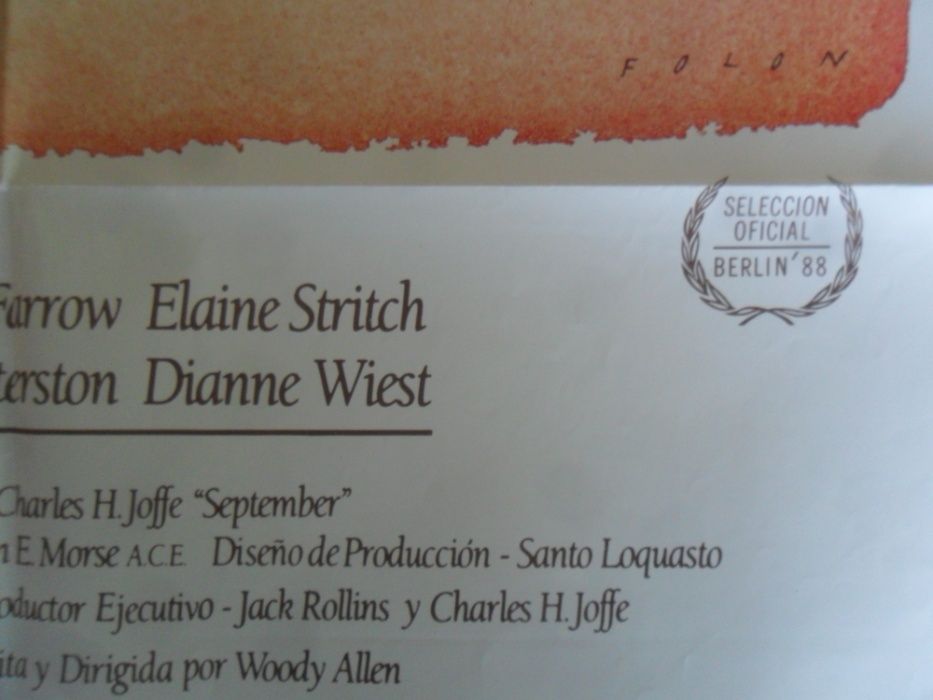 FOLON
SELECCION
OFICIAL
BERLIN'88
Farrow Elaine Stritch
terston Dianne Wiest
Charles H. Joffe “September”
n E. Morse A.C.E. Diseño de Producción - Santo Loquasto
oductor Ejecutivo - Jack Rollins y Charles H. Joffe
ita y Dirigida por Woody Allen